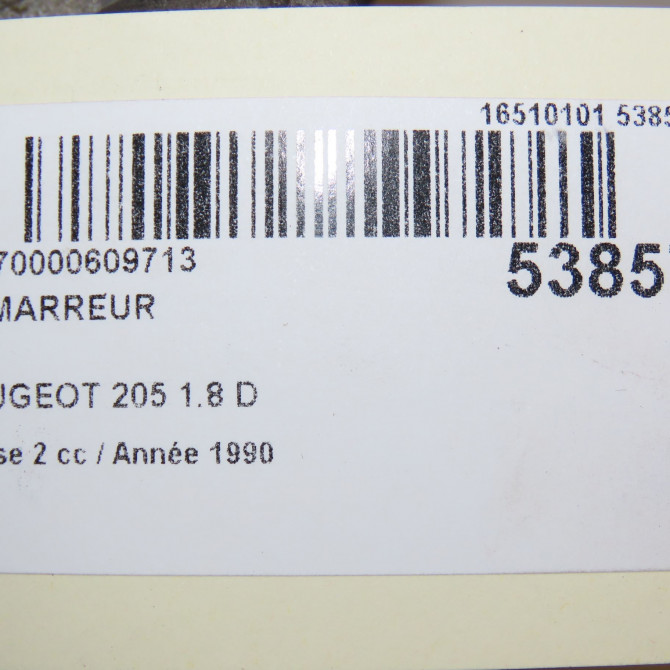 16510101 5385
70000609713
5385
MARREUR
UGEOT 205 1.8 D
se 2 cc / Année 1990